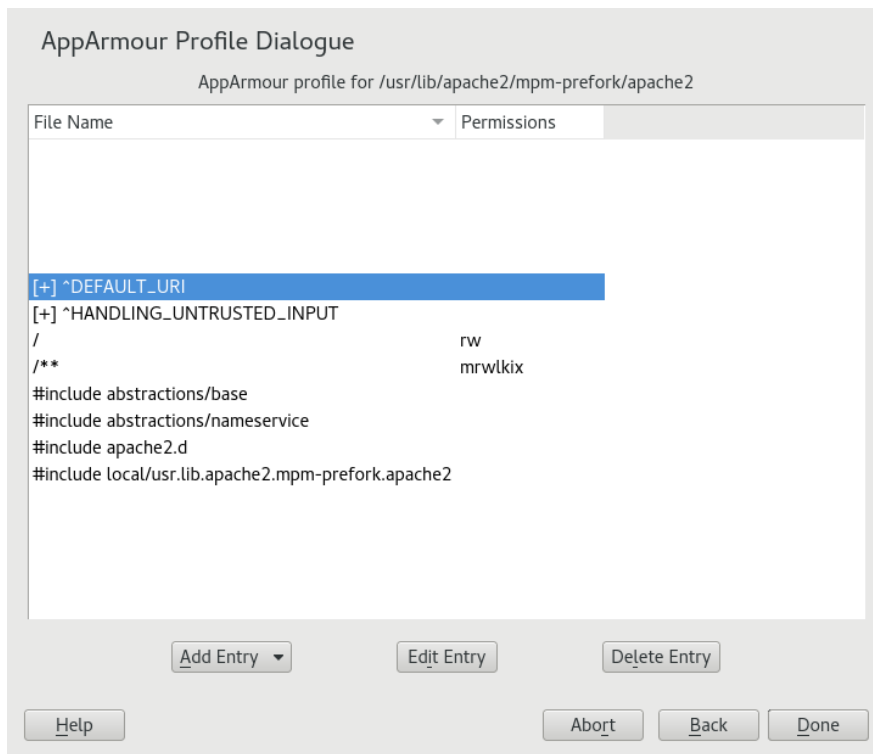 AppArmour Profile Dialogue
AppArmour profile for /usr/lib/apache2/mpm-prefork/apache2
File Name Permissions
[+] ^DEFAULT_URI
[+] ^HANDLING_UNTRUSTED_INPUT
/ rw
/** mrwlkix
#include abstractions/base
#include abstractions/nameservice
#include apache2.d
#include local/usr.lib.apache2.mpm-prefork.apache2
Add Entry Edit Entry Delete Entry
Help Abort Back Done